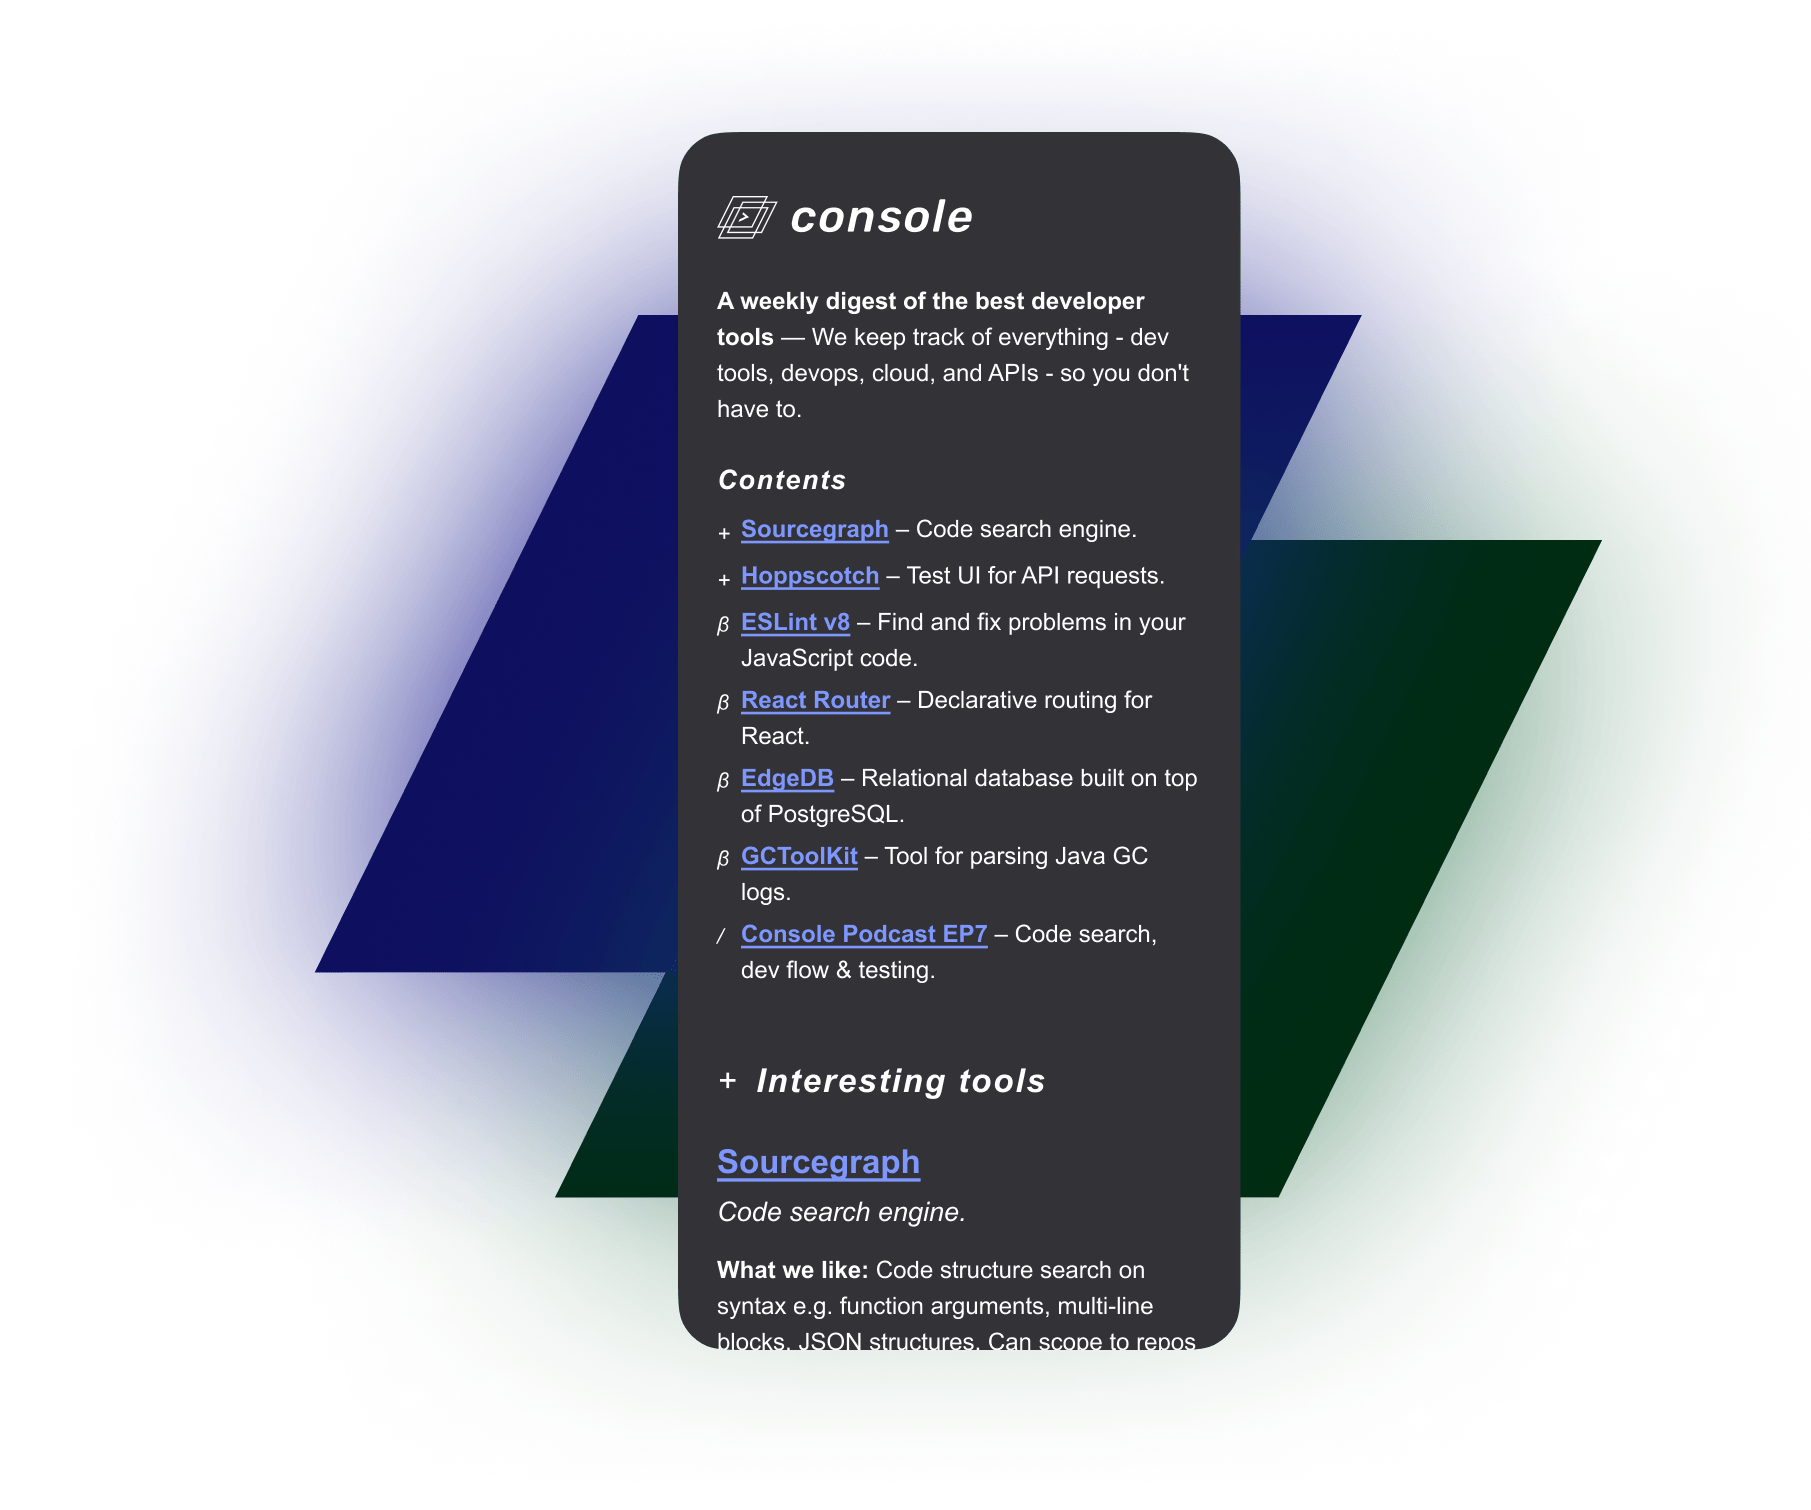 console
A weekly digest of the best developer
tools — We keep track of everything - dev
tools, devops, cloud, and APIs - so you don't
have to.
Contents
+ Sourcegraph – Code search engine.
+ Hoppscotch – Test UI for API requests.
β ESLint v8 – Find and fix problems in your
JavaScript code.
β React Router – Declarative routing for
React.
β EdgeDB – Relational database built on top
of PostgreSQL.
β GCToolKit – Tool for parsing Java GC
logs.
/ Console Podcast EP7 – Code search,
dev flow & testing.
+ Interesting tools
Sourcegraph
Code search engine.
What we like: Code structure search on
syntax e.g. function arguments, multi-line
blocks, JSON structures. Can scope to repos